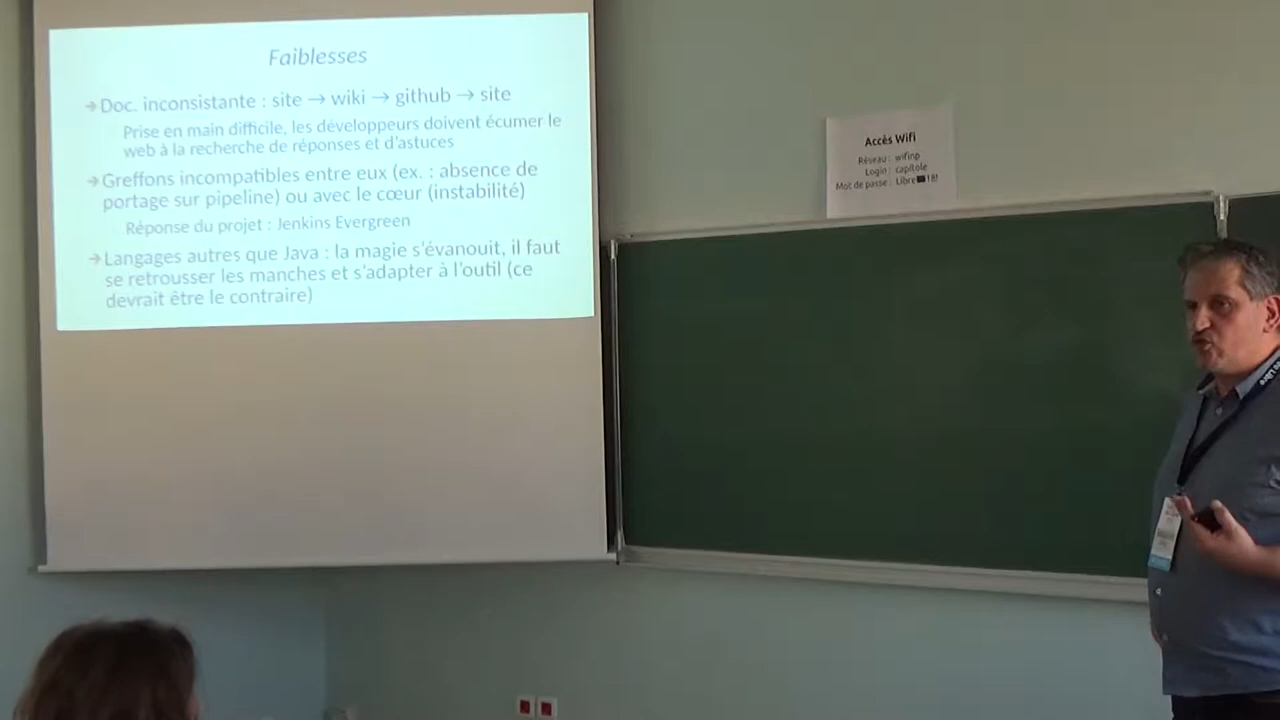 Faiblesses
Doc. inconsistante : site → wiki → github → site
Prise en main difficile, les développeurs doivent écumer le
web à la recherche de réponses et d'astuces
Greffons incompatibles entre eux (ex. : absence de
portage sur pipeline) ou avec le cœur (instabilité)
Réponse du projet : Jenkins Evergreen
Langages autres que Java : la magie s'évanouit, il faut
se retrousser les manches et s'adapter à l'outil (ce
devrait être le contraire)
Accès Wifi
Réseau : wifinp
Login : capitole
Mot de passe : Libre■18!